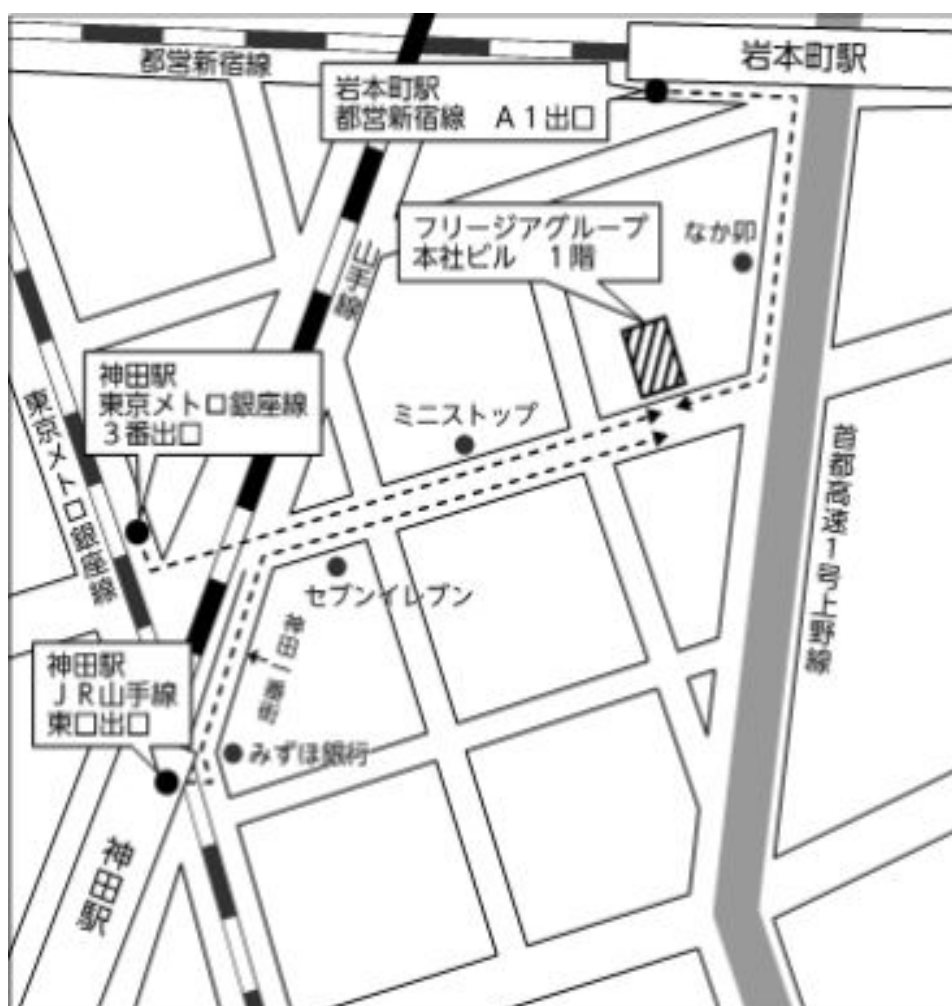 都営新宿線
岩本町駅
岩本町駅
都営新宿線　A1出口
フリージアグループ
本社ビル　1階
なか卯
山手線
神田駅
東京メトロ銀座線
3番出口
東京メトロ銀座線
ミニストップ
首都高速1号上野線
セブンイレブン
神田一番街
神田駅
JR山手線
東口出口
みずほ銀行
神田駅